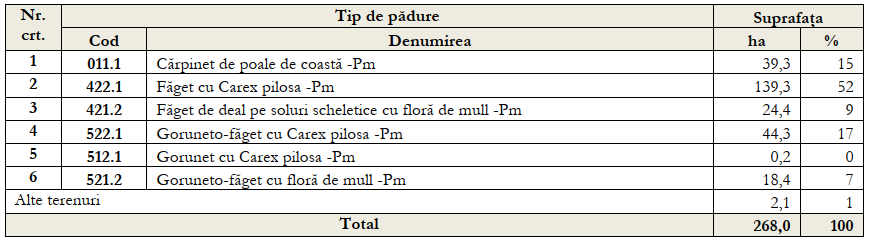 Nr. crt. Tip de pădure Suprafața
Cod Denumirea ha %
1 011.1 Cărpinet de poale de coastă -Pm 39,3 15
2 422.1 Făget cu Carex pilosa -Pm 139,3 52
3 421.2 Făget de deal pe soluri scheletice cu floră de mull -Pm 24,4 9
4 522.1 Goruneto-făget cu Carex pilosa -Pm 44,3 17
5 512.1 Gorunet cu Carex pilosa -Pm 0,2 0
6 521.2 Goruneto-făget cu floră de mull -Pm 18,4 7
Alte terenuri 2,1 1
Total 268,0 100